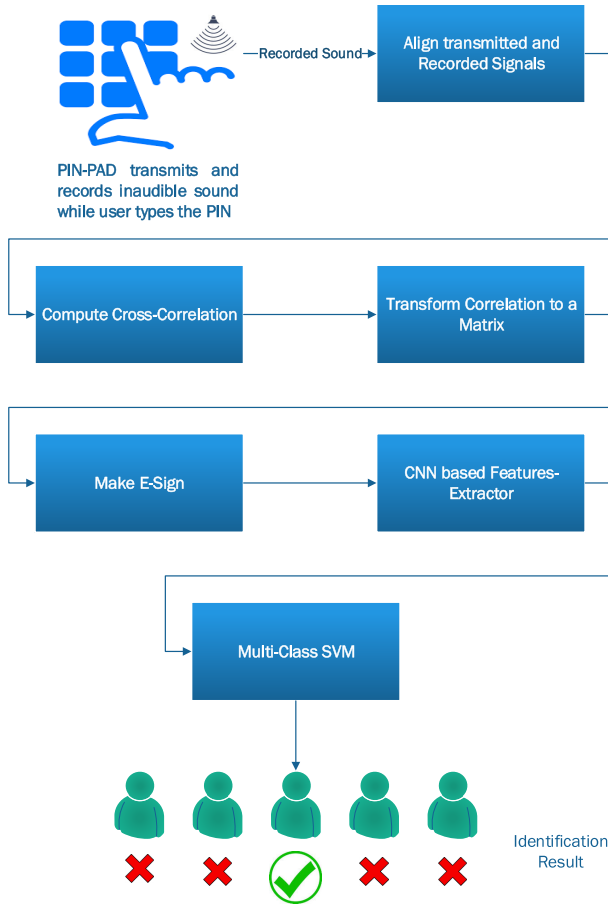 Recorded Sound
Align transmitted and
Recorded Signals
PIN-PAD transmits and
records inaudible sound
while user types the PIN
Compute Cross-Correlation
Transform Correlation to a
Matrix
Make E-Sign
CNN based Features-
Extractor
Multi-Class SVM
Identification
Result